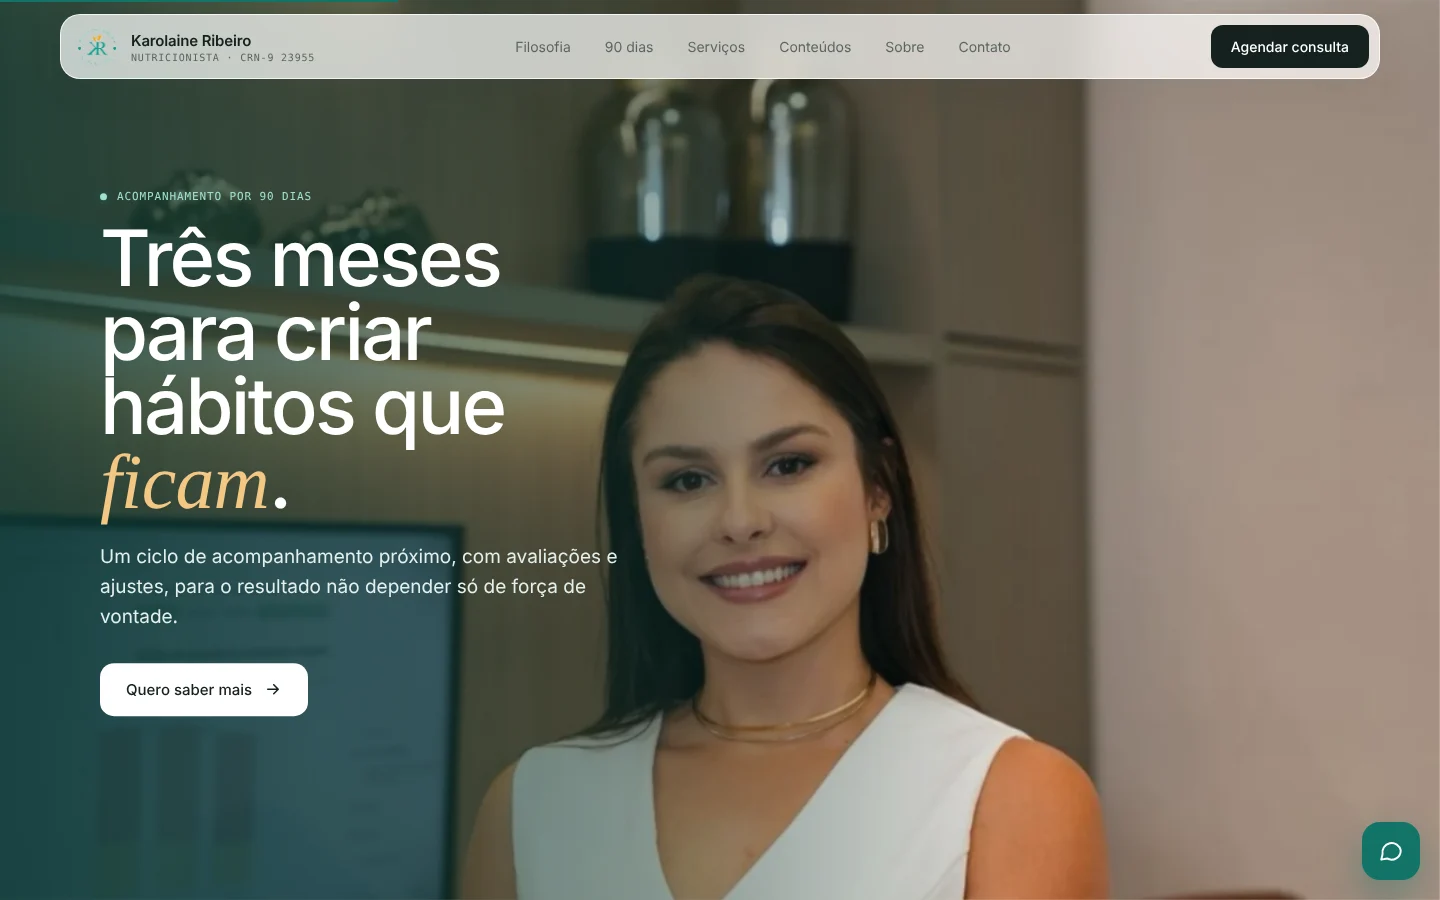 Karolaine Ribeiro
NUTRICIONISTA · CRN-9 23955
Filosofia
90 dias
Serviços
Conteúdos
Sobre
Contato
Agendar consulta
ACOMPANHAMENTO POR 90 DIAS
Três meses
para criar
hábitos que
ficam.
Um ciclo de acompanhamento próximo, com avaliações e
ajustes, para o resultado não depender só de força de
vontade.
Quero saber mais →